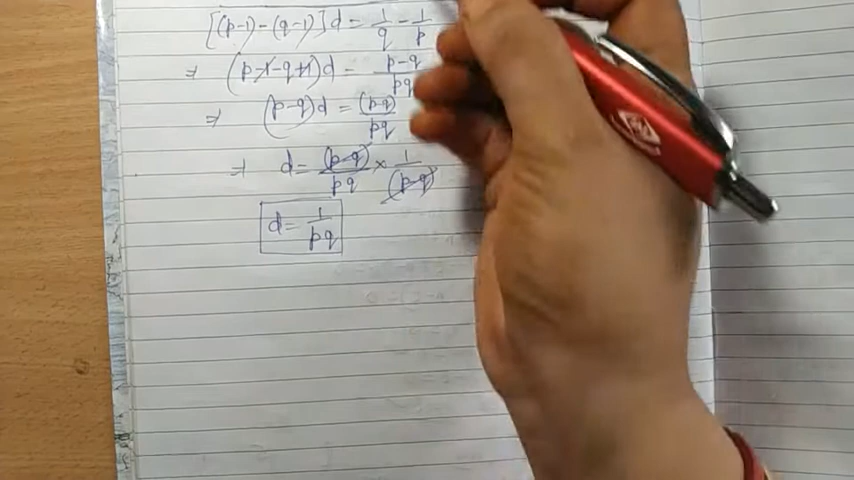 [(p-1)-(q-1)]d = 1/q - 1/p
⇒ (p-1-q+1)d = p-q/pq
⇒ (p-q)d = (p-q)/pq
⇒ d = (p-q)/pq × 1/(p-q)
d = 1/pq